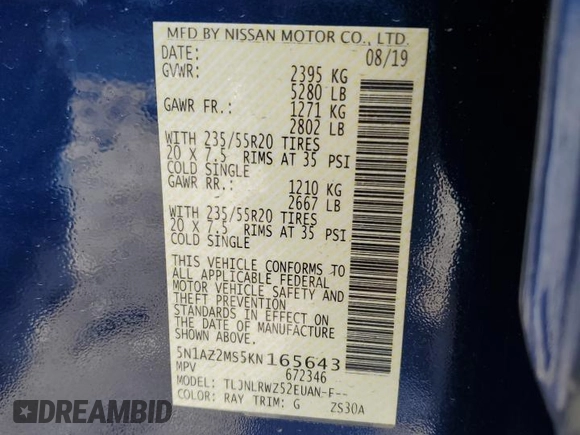 MFD BY NISSAN MOTOR CO., LTD.
DATE: 08/19
GVWR: 2395 KG
5280 LB
GAWR FR.: 1271 KG
2802 LB
WITH 235/55R20 TIRES
20 X 7.5 RIMS AT 35 PSI
COLD SINGLE
GAWR RR.: 1210 KG
2667 LB
WITH 235/55R20 TIRES
20 X 7.5 RIMS AT 35 PSI
COLD SINGLE
THIS VEHICLE CONFORMS TO
ALL APPLICABLE FEDERAL
MOTOR VEHICLE SAFETY AND
THEFT PREVENTION
STANDARDS IN EFFECT ON
THE DATE OF MANUFACTURE
SHOWN ABOVE.
5N1AZ2MS5KN165643
MPV 672346
MODEL: TLJNLRWZ52EUAN-F--
COLOR: RAY TRIM: G ZS30A
DEALERHISTORY.com